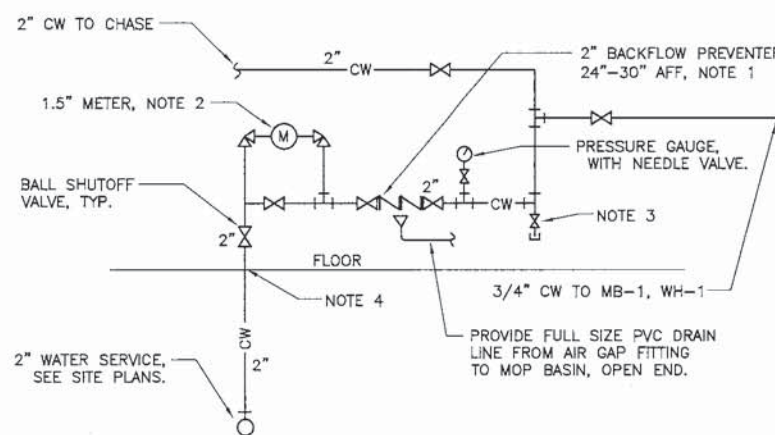 2" CW TO CHASE
2"
CW
2" BACKFLOW PREVENTER
24"-30" AFF, NOTE 1
1.5" METER, NOTE 2
M
PRESSURE GAUGE,
WITH NEEDLE VALVE.
BALL SHUTOFF
VALVE, TYP.
2"
CW
NOTE 3
2"
FLOOR
NOTE 4
3/4" CW TO MB-1, WH-1
CW
PROVIDE FULL SIZE PVC DRAIN
LINE FROM AIR GAP FITTING
TO MOP BASIN, OPEN END.
2" WATER SERVICE,
SEE SITE PLANS.
2"